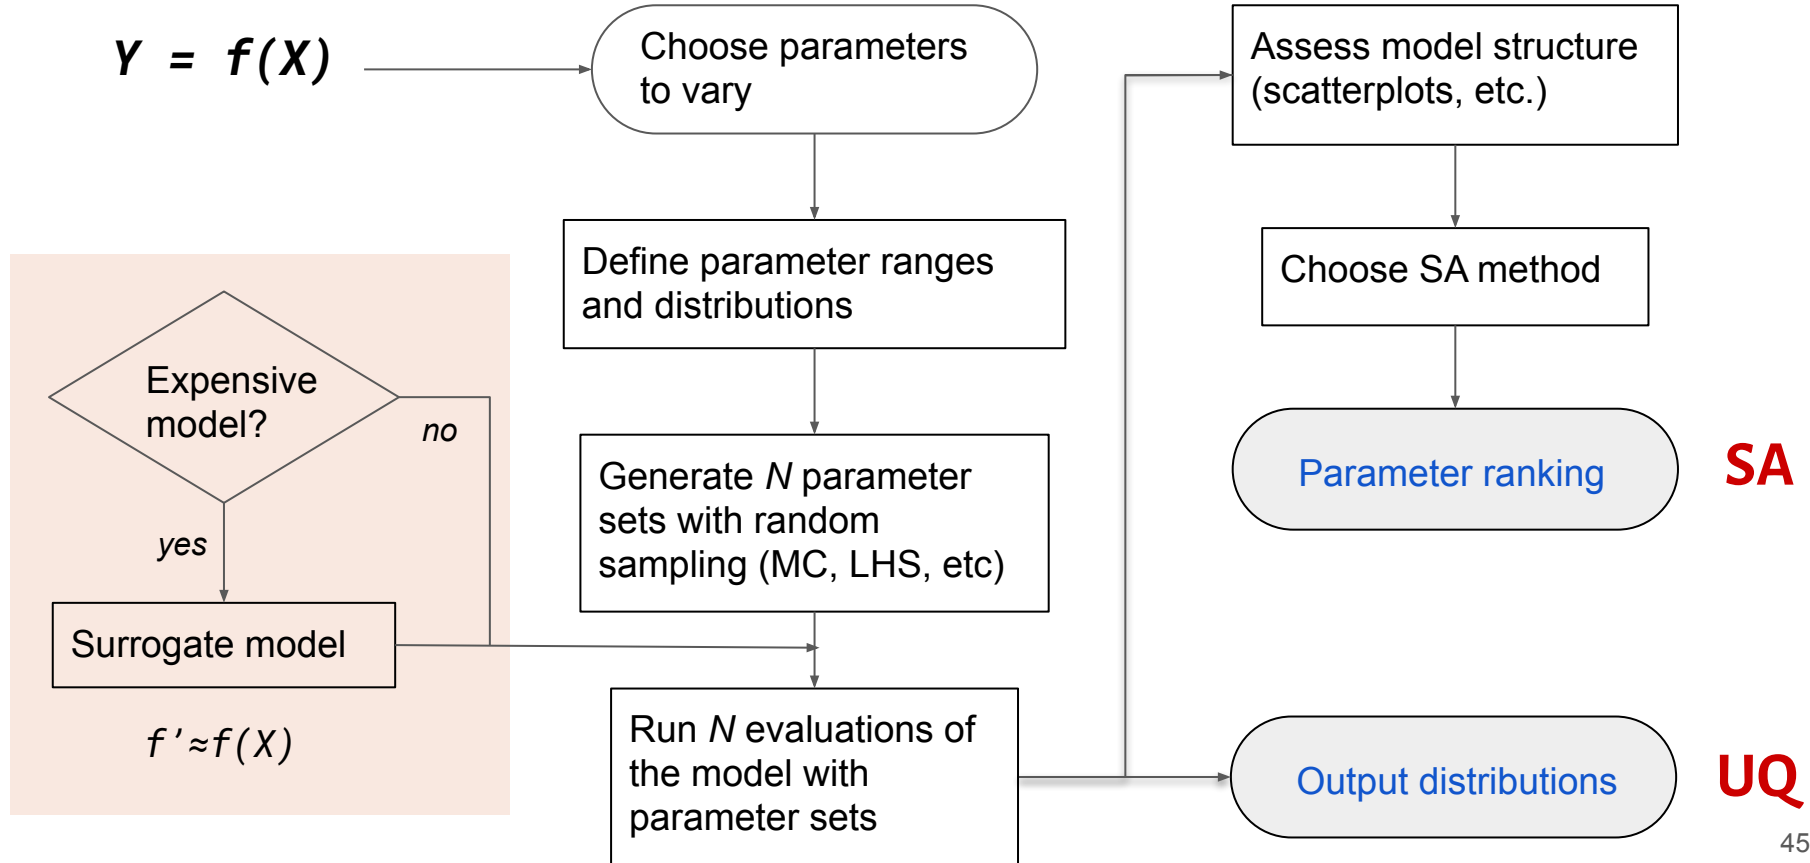 Y = f(X)
Choose parameters
to vary
Define parameter ranges
and distributions
Expensive
model?
no
yes
Surrogate model
f'≈f(X)
Generate N parameter
sets with random
sampling (MC, LHS, etc)
Run N evaluations of
the model with
parameter sets
Assess model structure
(scatterplots, etc.)
Choose SA method
Parameter ranking
SA
Output distributions
UQ
45